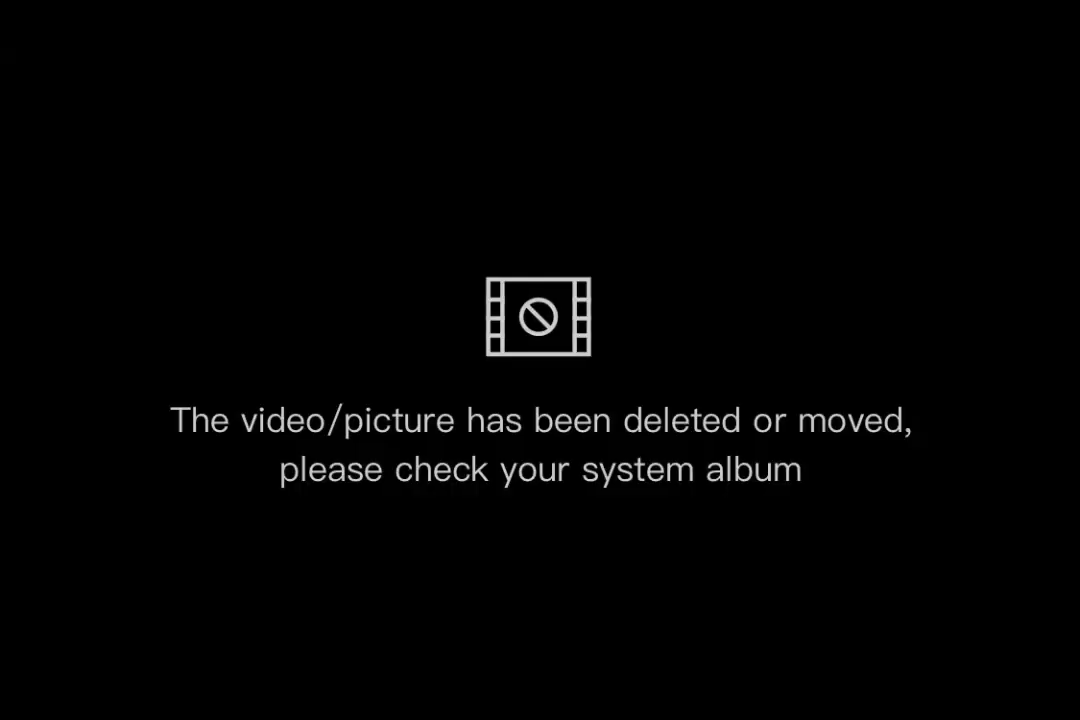 The video/picture has been deleted or moved,
please check your system album